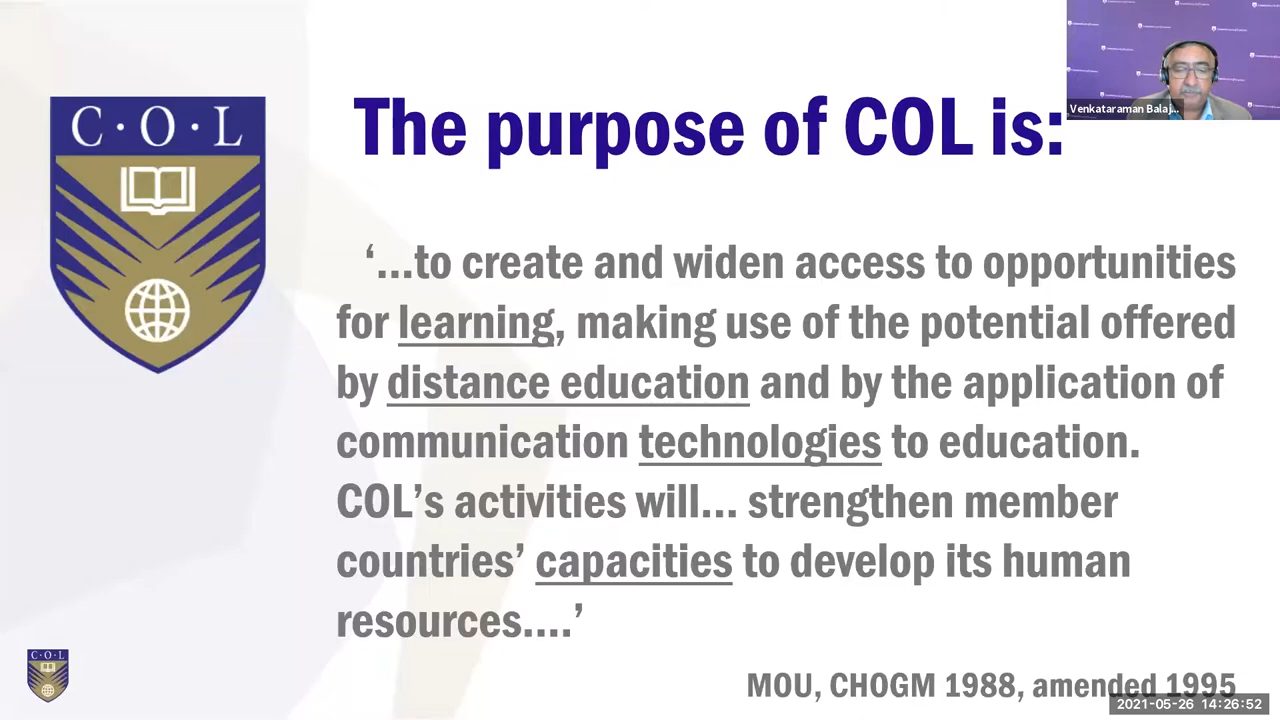 C·O·L
The purpose of COL is:
Venkataraman Balaj...
‘...to create and widen access to opportunities
for learning, making use of the potential offered
by distance education and by the application of
communication technologies to education.
COL’s activities will... strengthen member
countries’ capacities to develop its human
resources....’
C·O·L
MOU, CHOGM 1988, amended 1995
2021-05-26 14:26:52